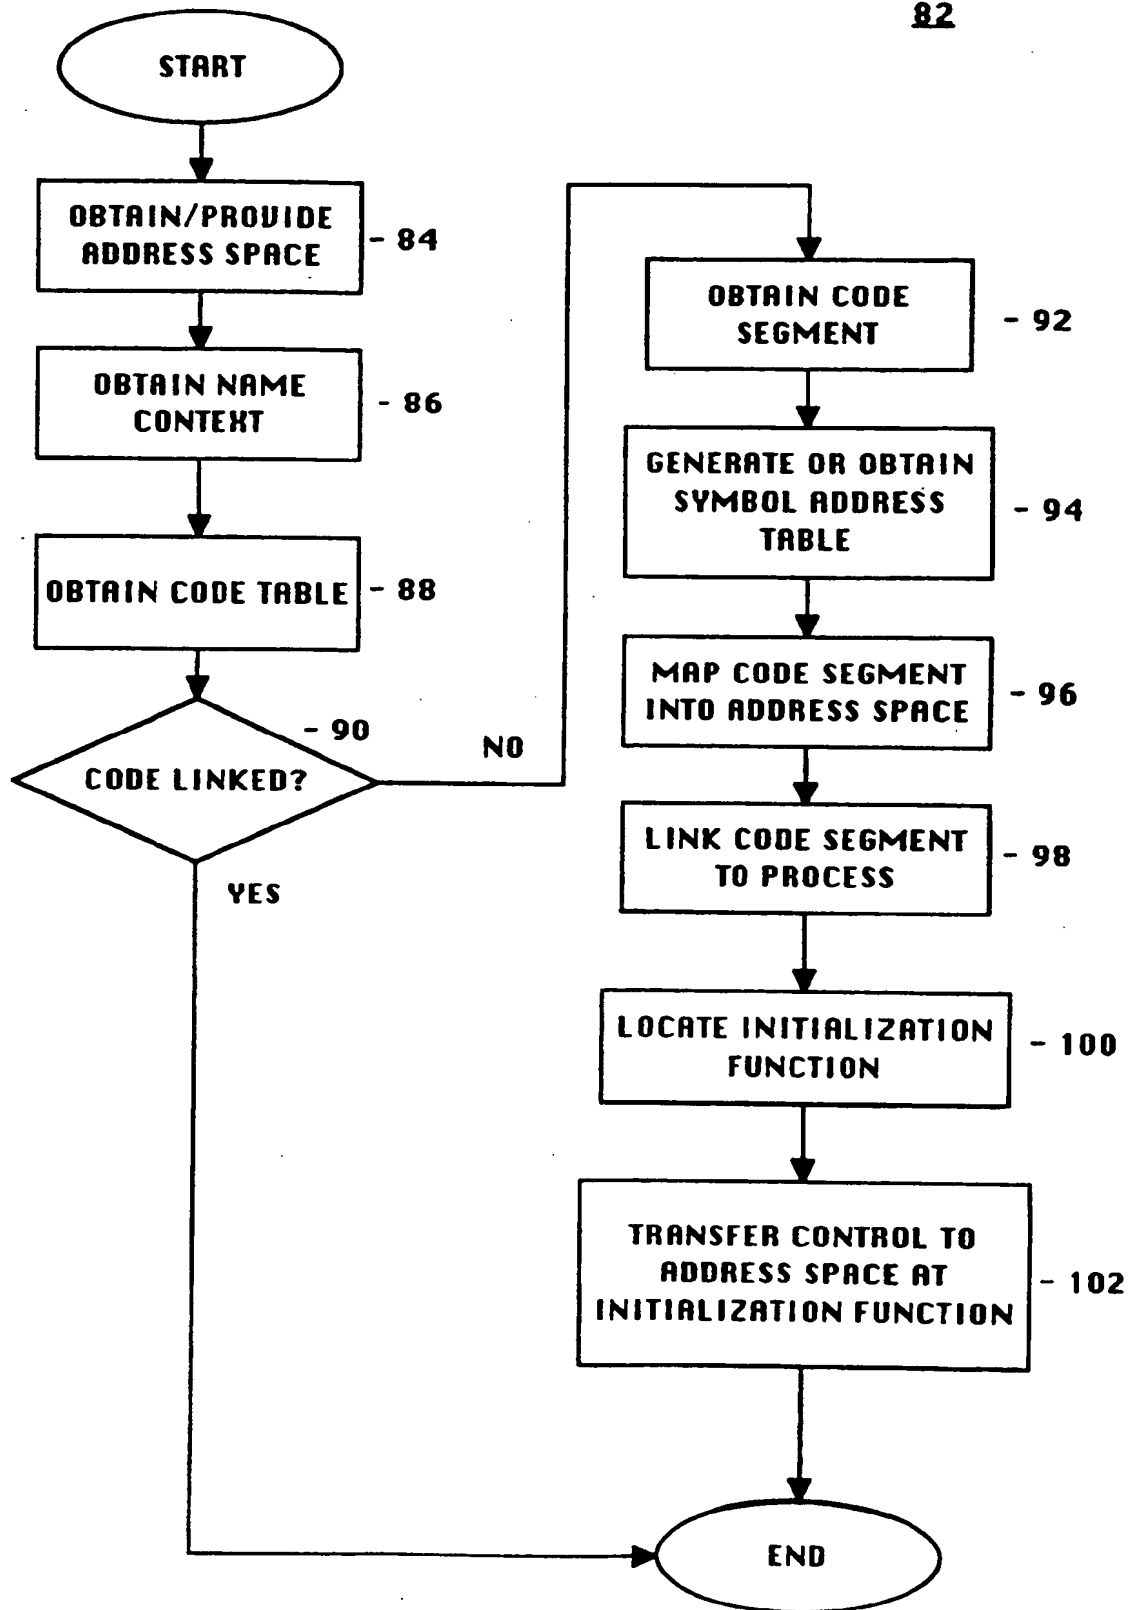 82
START
OBTAIN/PROVIDE
ADDRESS SPACE
- 84
OBTAIN NAME
CONTEXT
- 86
OBTAIN CODE TABLE
- 88
- 90
CODE LINKED?
NO
YES
OBTAIN CODE
SEGMENT
- 92
GENERATE OR OBTAIN
SYMBOL ADDRESS
TABLE
- 94
MAP CODE SEGMENT
INTO ADDRESS SPACE
- 96
LINK CODE SEGMENT
TO PROCESS
- 98
LOCATE INITIALIZATION
FUNCTION
- 100
TRANSFER CONTROL TO
ADDRESS SPACE AT
INITIALIZATION FUNCTION
- 102
END